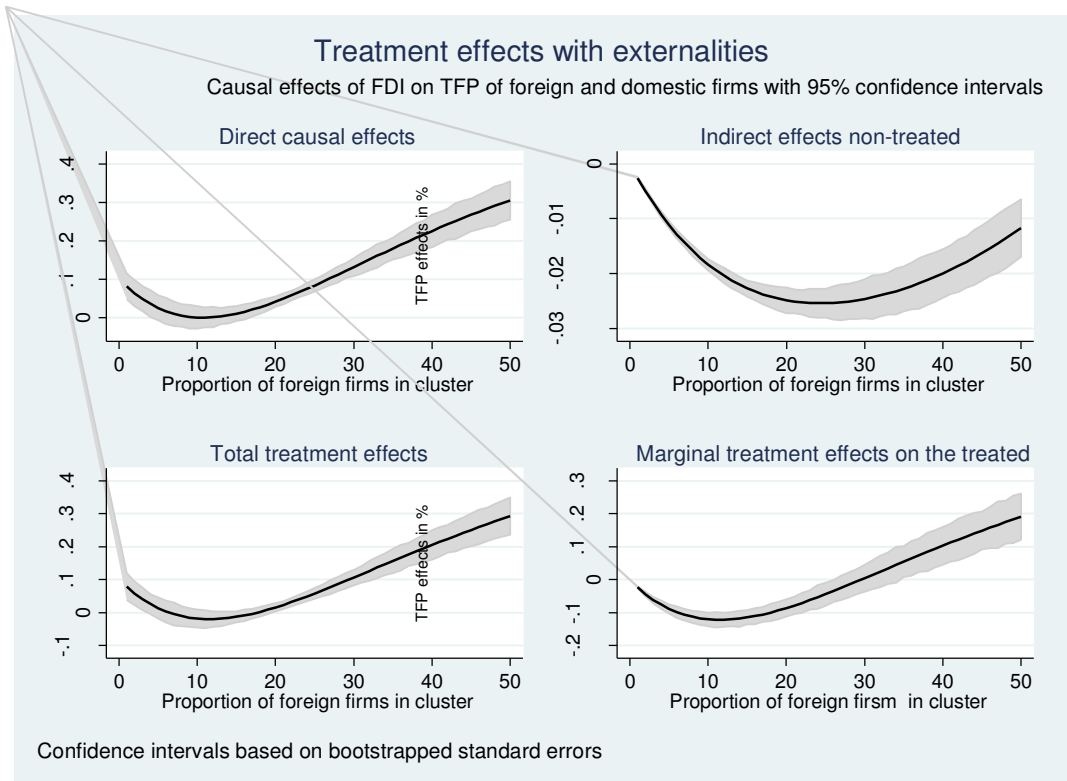 Treatment effects with externalities
Causal effects of FDI on TFP of foreign and domestic firms with 95% confidence intervals
Direct causal effects
.4
.3
.2
.1
0
TFP effects in %
0 10 20 30 40 50
Proportion of foreign firms in cluster
Indirect effects non-treated
0
-.01
-.02
-.03
0 10 20 30 40 50
Proportion of foreign firms in cluster
Total treatment effects
.4
.3
.2
.1
0
-.1
TFP effects in %
0 10 20 30 40 50
Proportion of foreign firms in cluster
Marginal treatment effects on the treated
.3
.1
0
-.1
-.2
0 10 20 30 40 50
Proportion of foreign firsm in cluster
Confidence intervals based on bootstrapped standard errors